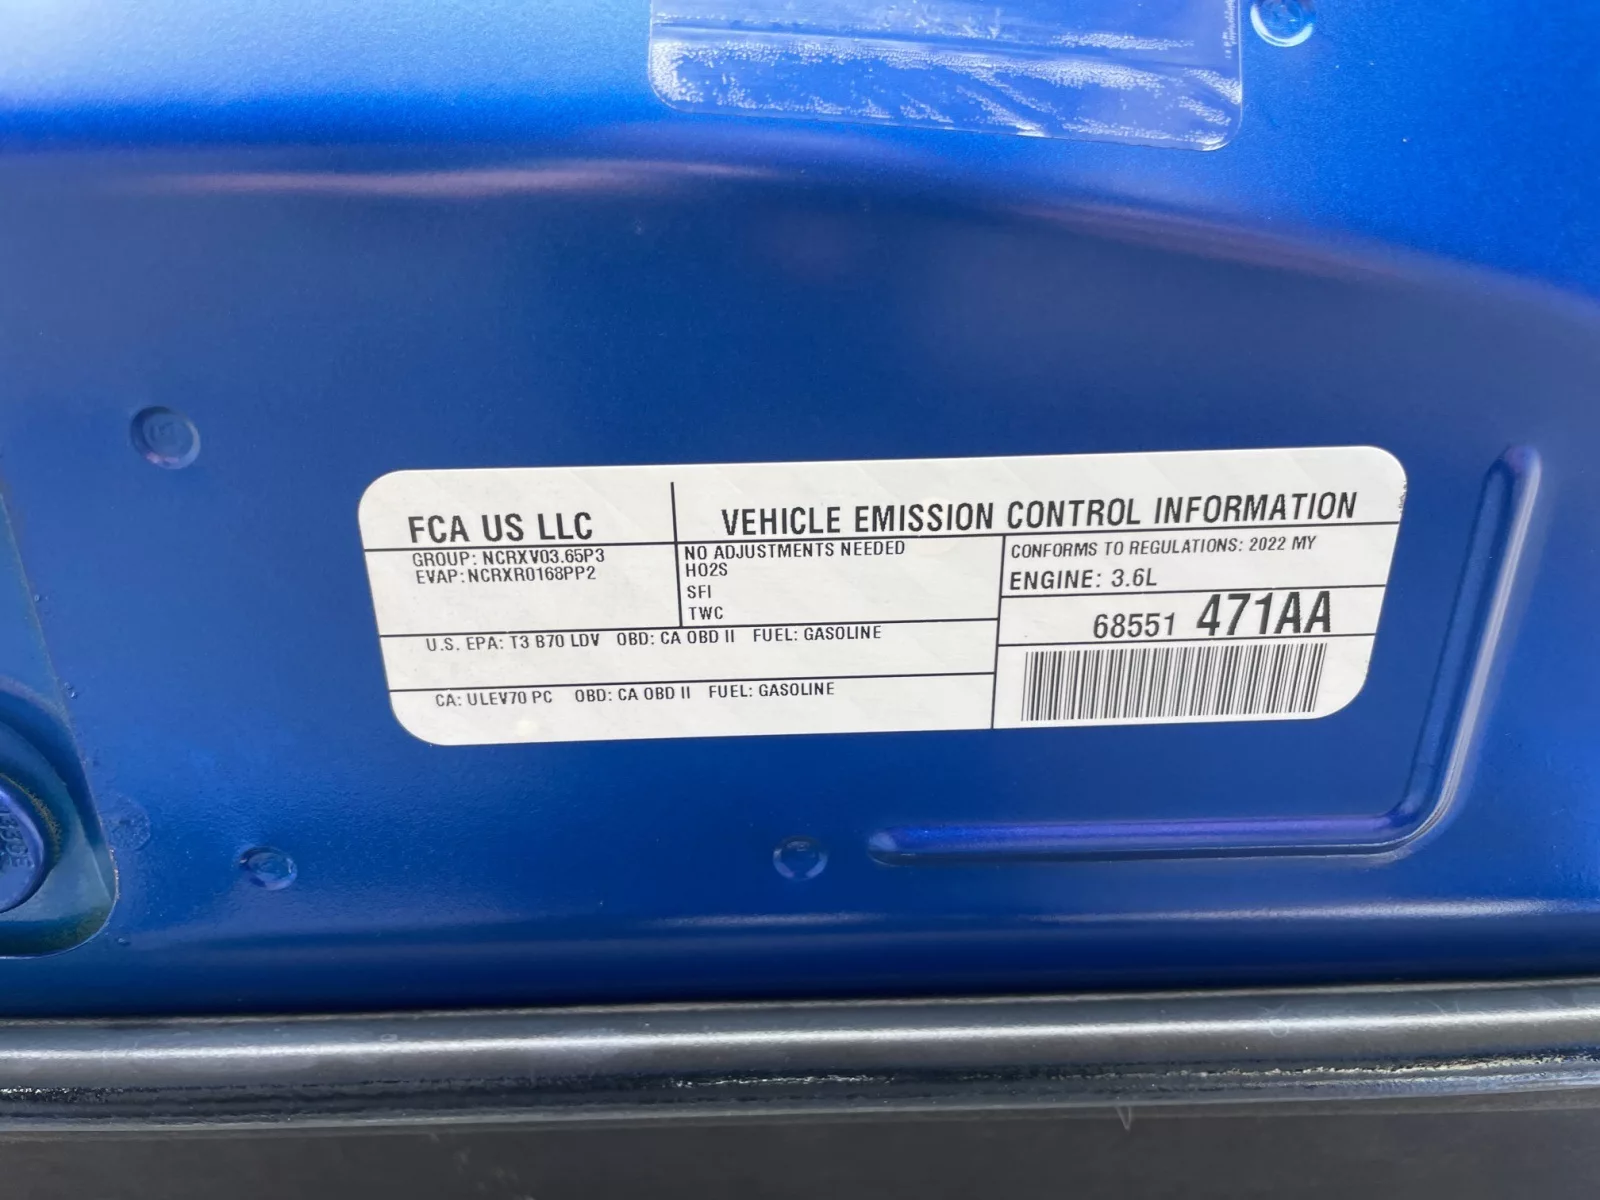 FCA US LLC
VEHICLE EMISSION CONTROL INFORMATION
GROUP: NCRXV03.65P3
EVAP: NCRXR0168PP2
NO ADJUSTMENTS NEEDED
HO2S
SFI
TWC
CONFORMS TO REGULATIONS: 2022 MY
ENGINE: 3.6L
68551 471AA
U.S. EPA: T3 B70 LDV OBD: CA OBD II FUEL: GASOLINE
CA: ULEV70 PC OBD: CA OBD II FUEL: GASOLINE